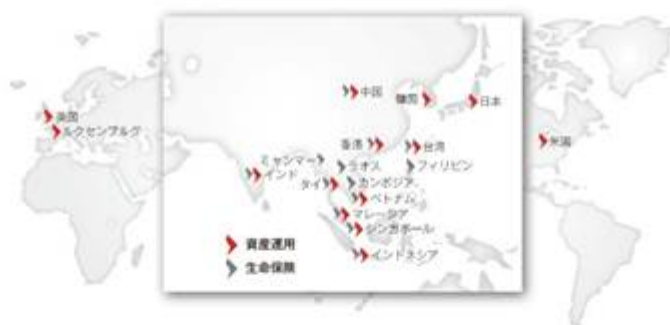 中国
韓国
日本
英国
ルクセンブルグ
香港
台湾
米国
ミャンマー
ラオス
フィリピン
インド
タイ
カンボジア
ベトナム
マレーシア
シンガポール
インドネシア
資産運用
生命保険